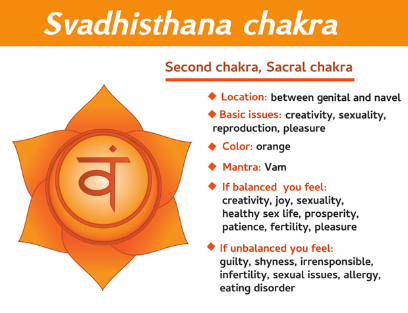 Svadhisthana chakra
Second chakra, Sacral chakra
वं
Location: between genital and navel
Basic issues: creativity, sexuality,
reproduction, pleasure
Color: orange
Mantra: Vam
If balanced you feel:
creativity, joy, sexuality,
healthy sex life, prosperity,
patience, fertility, pleasure
If unbalanced you feel:
guilty, shyness, irrensponsible,
infertility, sexual issues, allergy,
eating disorder